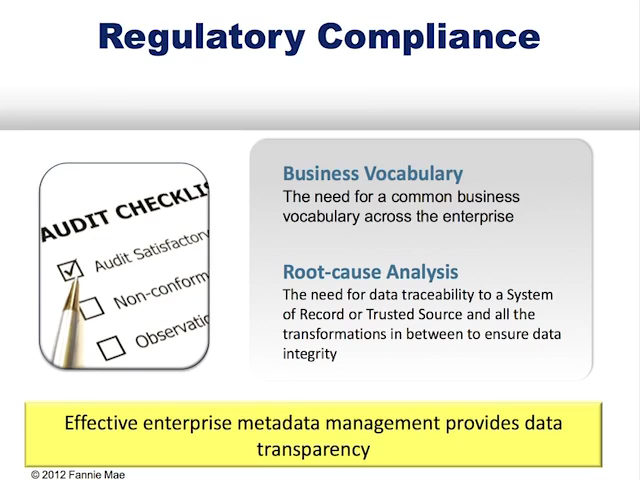 Regulatory Compliance
AUDIT CHECKLIS
Audit Satisfactory
Non-conform
Observatio
Business Vocabulary
The need for a common business
vocabulary across the enterprise
Root-cause Analysis
The need for data traceability to a System
of Record or Trusted Source and all the
transformations in between to ensure data
integrity
Effective enterprise metadata management provides data
transparency
© 2012 Fannie Mae